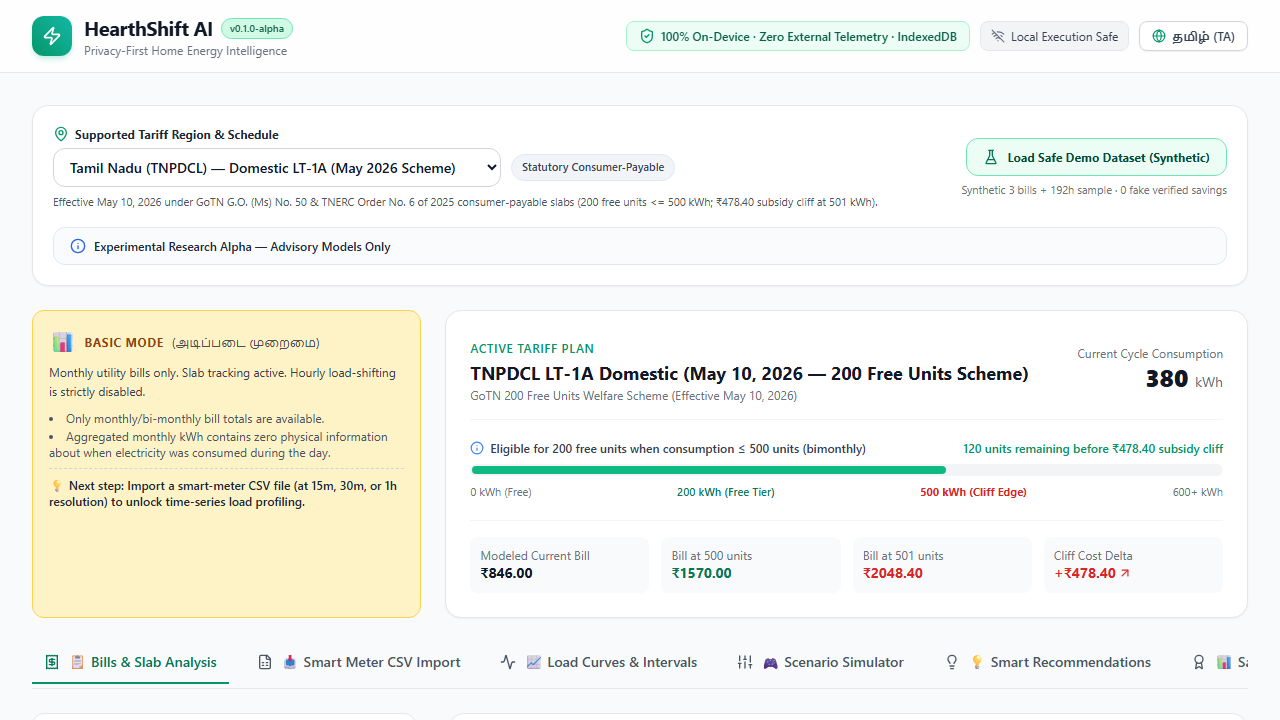 HearthShift AI v0.1.0-alpha
Privacy-First Home Energy Intelligence
100% On-Device · Zero External Telemetry · IndexedDB
Local Execution Safe
தமிழ் (TA)
Supported Tariff Region & Schedule
Tamil Nadu (TNPDCL) — Domestic LT-1A (May 2026 Scheme)
Statutory Consumer-Payable
Effective May 10, 2026 under GoTN G.O. (Ms) No. 50 & TNERC Order No. 6 of 2025 consumer-payable slabs (200 free units <= 500 kWh; ₹478.40 subsidy cliff at 501 kWh).
Load Safe Demo Dataset (Synthetic)
Synthetic 3 bills + 192h sample · 0 fake verified savings
Experimental Research Alpha — Advisory Models Only
BASIC MODE (அடிப்படை முறைமை)
Monthly utility bills only. Slab tracking active. Hourly load-shifting
is strictly disabled.
• Only monthly/bi-monthly bill totals are available.
• Aggregated monthly kWh contains zero physical information
about when electricity was consumed during the day.
💡 Next step: Import a smart-meter CSV file (at 15m, 30m, or 1h
resolution) to unlock time-series load profiling.
ACTIVE TARIFF PLAN
TNPDCL LT-1A Domestic (May 10, 2026 — 200 Free Units Scheme)
GoTN 200 Free Units Welfare Scheme (Effective May 10, 2026)
Current Cycle Consumption
380 kWh
Eligible for 200 free units when consumption ≤ 500 units (bimonthly)
120 units remaining before ₹478.40 subsidy cliff
0 kWh (Free)
200 kWh (Free Tier)
500 kWh (Cliff Edge)
600+ kWh
Modeled Current Bill
₹846.00
Bill at 500 units
₹1570.00
Bill at 501 units
₹2048.40
Cliff Cost Delta
+₹478.40 ↗
Bills & Slab Analysis
Smart Meter CSV Import
Load Curves & Intervals
Scenario Simulator
Smart Recommendations